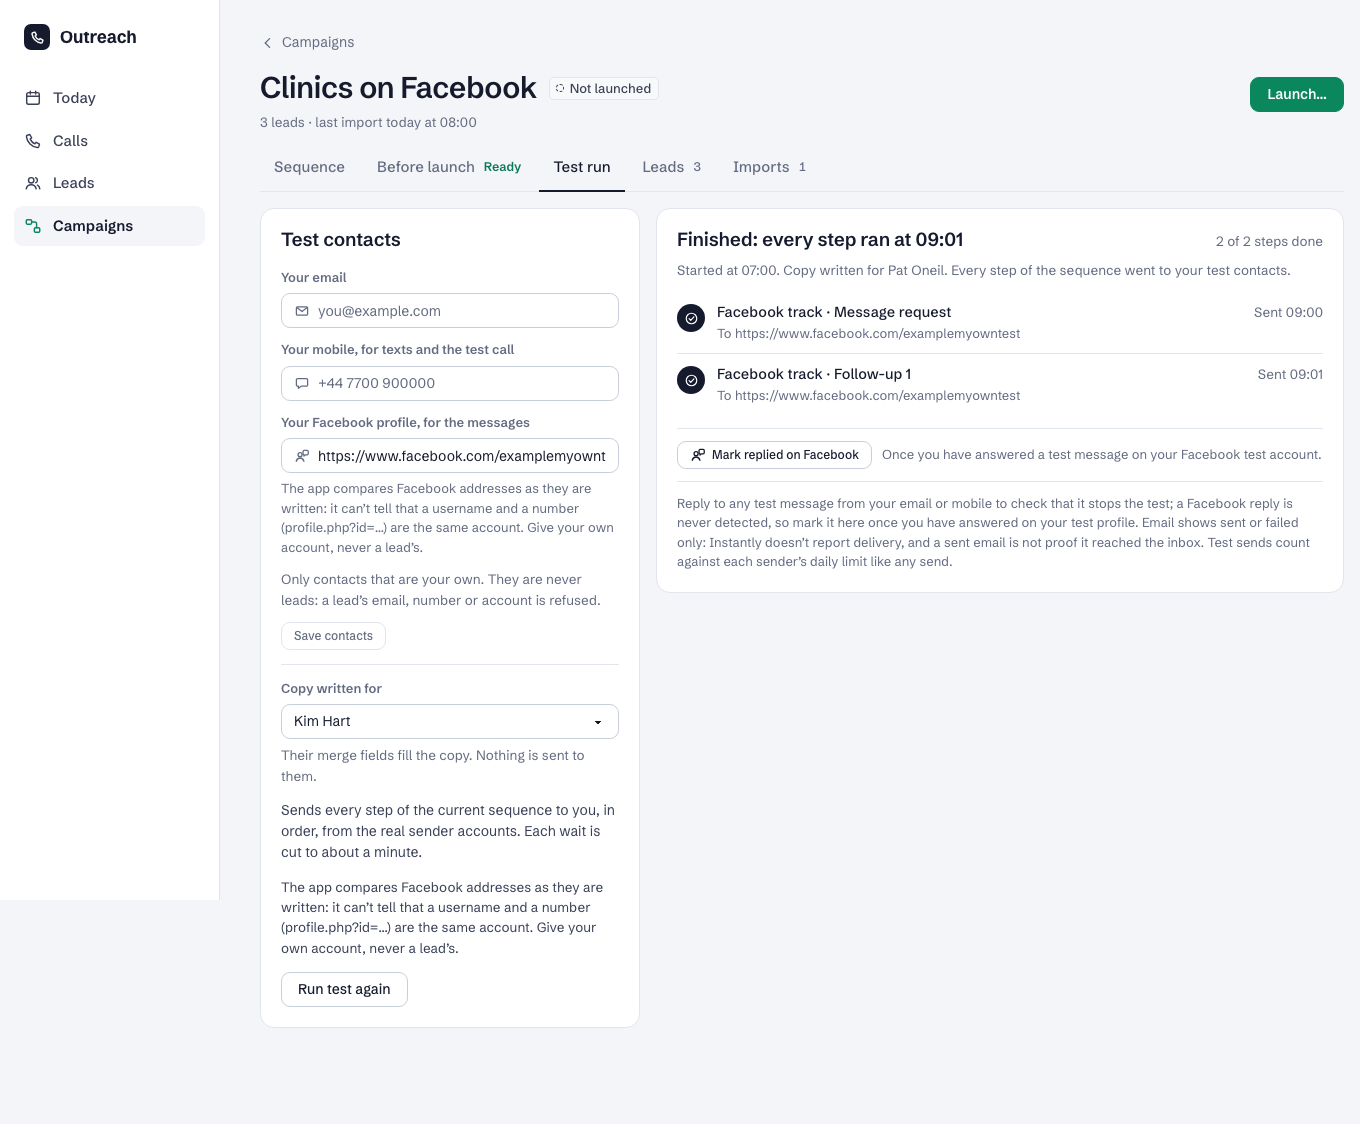 Outreach
Today
Calls
Leads
Campaigns
Campaigns
Clinics on Facebook
Not launched
Launch…
3 leads · last import today at 08:00
Sequence
Before launch Ready
Test run
Leads 3
Imports 1
Test contacts
Your email
you@example.com
Your mobile, for texts and the test call
+44 7700 900000
Your Facebook profile, for the messages
https://www.facebook.com/examplemyownt
The app compares Facebook addresses as they are
written: it can’t tell that a username and a number
(profile.php?id=…) are the same account. Give your own
account, never a lead’s.
Only contacts that are your own. They are never
leads: a lead’s email, number or account is refused.
Save contacts
Copy written for
Kim Hart
Their merge fields fill the copy. Nothing is sent to
them.
Sends every step of the current sequence to you, in
order, from the real sender accounts. Each wait is
cut to about a minute.
The app compares Facebook addresses as they are
written: it can’t tell that a username and a number
(profile.php?id=…) are the same account. Give your
own account, never a lead’s.
Run test again
Finished: every step ran at 09:01
2 of 2 steps done
Started at 07:00. Copy written for Pat Oneil. Every step of the sequence went to your test contacts.
Facebook track · Message request
Sent 09:00
To https://www.facebook.com/examplemyowntest
Facebook track · Follow-up 1
Sent 09:01
To https://www.facebook.com/examplemyowntest
Mark replied on Facebook
Once you have answered a test message on your Facebook test account.
Reply to any test message from your email or mobile to check that it stops the test; a Facebook reply is
never detected, so mark it here once you have answered on your test profile. Email shows sent or failed
only: Instantly doesn’t report delivery, and a sent email is not proof it reached the inbox. Test sends count
against each sender’s daily limit like any send.